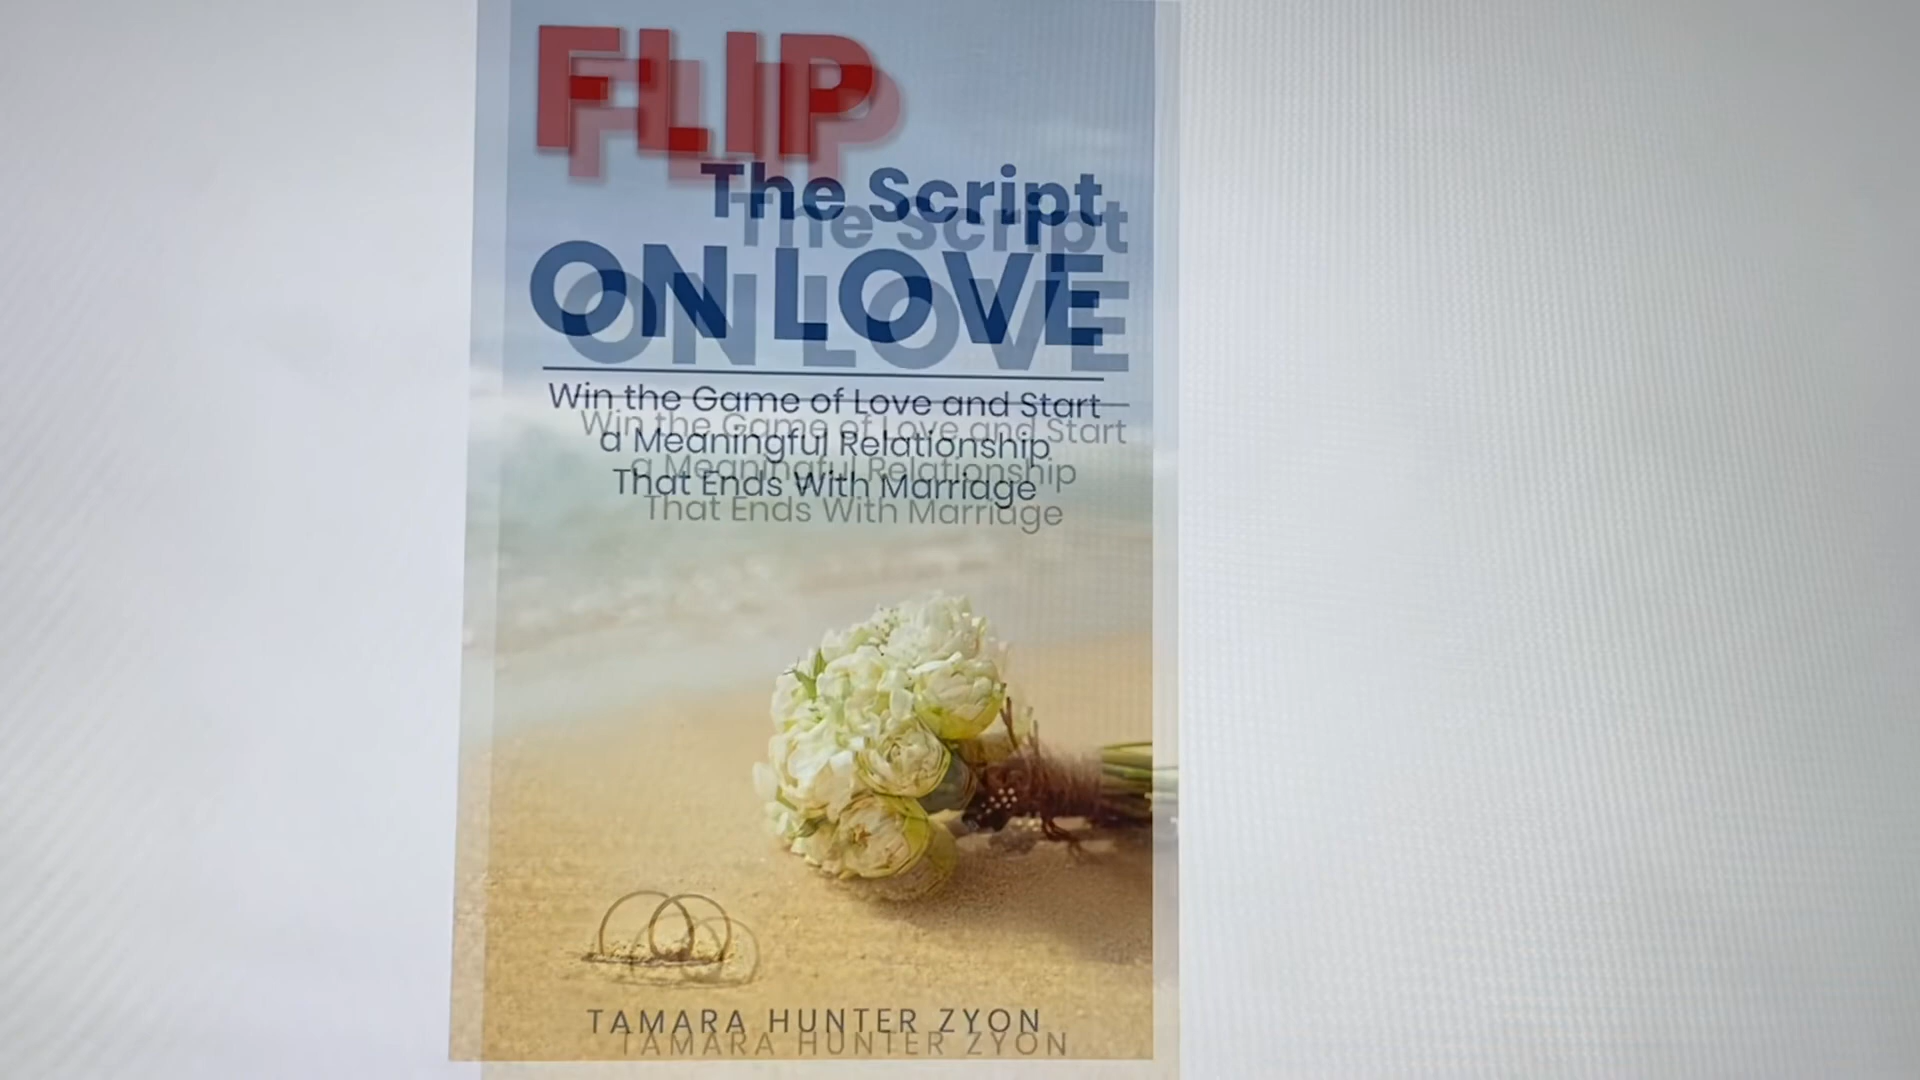 FLIP
The Script
ON LOVE
Win the Game of Love and Start
a Meaningful Relationship
That Ends With Marriage
TAMARA HUNTER ZYON